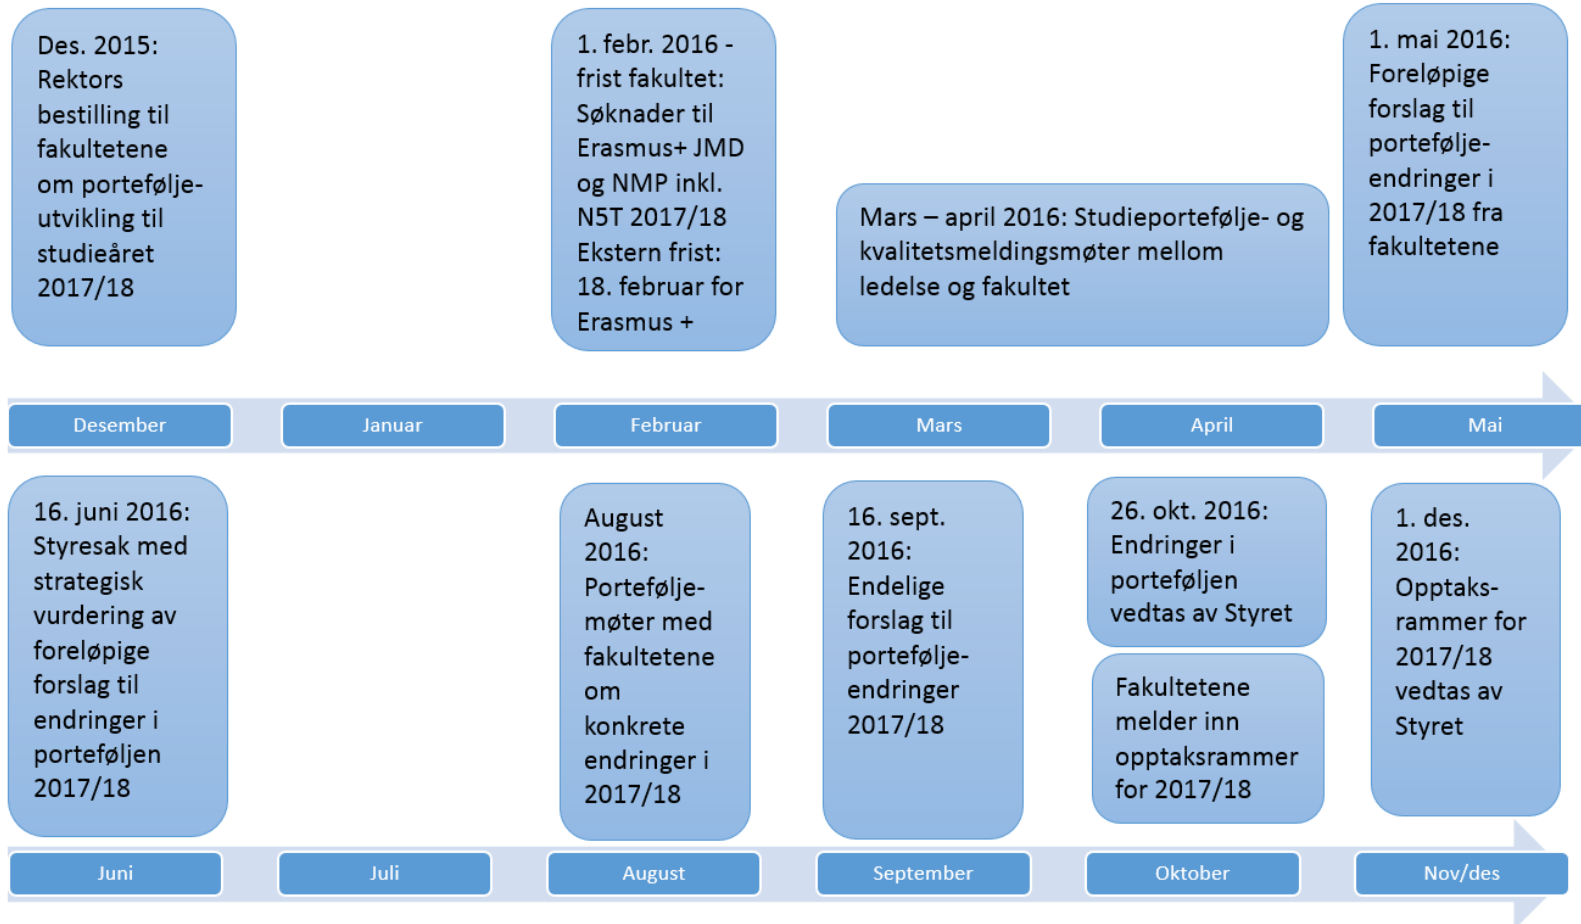 Des. 2015:
Rektors
bestilling til
fakultetene
om portefølje-
utvikling til
studieåret
2017/18
1. febr. 2016 -
frist fakultet:
Søknader til
Erasmus+ JMD
og NMP inkl.
N5T 2017/18
Ekstern frist:
18. februar for
Erasmus +
Mars – april 2016: Studieportefølje- og
kvalitetsmeldingsmøter mellom
ledelse og fakultet
1. mai 2016:
Foreløpige
forslag til
portefølje-
endringer i
2017/18 fra
fakultetene
Desember
Januar
Februar
Mars
April
Mai
16. juni 2016:
Styresak med
strategisk
vurdering av
foreløpige
forslag til
endringer i
porteføljen
2017/18
August
2016:
Portefølje-
møter med
fakultetene
om
konkrete
endringer i
2017/18
16. sept.
2016:
Endelige
forslag til
portefølje-
endringer
2017/18
26. okt. 2016:
Endringer i
porteføljen
vedtas av Styret
Fakultetene
melder inn
opptaksrammer
for 2017/18
1. des.
2016:
Opptaks-
rammer for
2017/18
vedtas av
Styret
Juni
Juli
August
September
Oktober
Nov/des